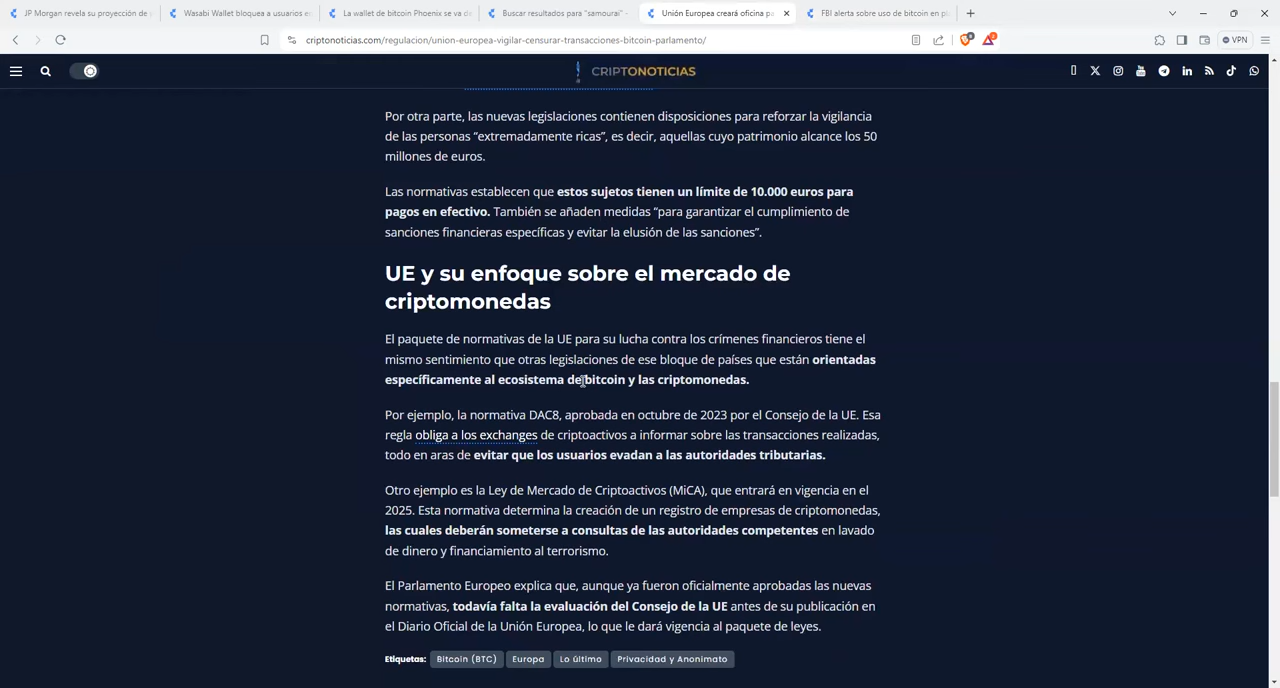 JP Morgan revela su proyección de
Wasabi Wallet bloquea a usuarios
La wallet de bitcoin Phoenix se va
Buscar resultados para "samourai" -
Unión Europea creará oficina
FBI alerta sobre uso de bitcoin en
criptonoticias.com/regulacion/union-europea-vigilar-censurar-transacciones-bitcoin-parlamento/
VPN
CRIPTONOTICIAS
Por otra parte, las nuevas legislaciones contienen disposiciones para reforzar la vigilancia
de las personas “extremadamente ricas”, es decir, aquellas cuyo patrimonio alcance los 50
millones de euros.
Las normativas establecen que estos sujetos tienen un límite de 10.000 euros para
pagos en efectivo. También se añaden medidas “para garantizar el cumplimiento de
sanciones financieras específicas y evitar la elusión de las sanciones”.
UE y su enfoque sobre el mercado de
criptomonedas
El paquete de normativas de la UE para su lucha contra los crímenes financieros tiene el
mismo sentimiento que otras legislaciones de ese bloque de países que están orientadas
específicamente al ecosistema de bitcoin y las criptomonedas.
Por ejemplo, la normativa DAC8, aprobada en octubre de 2023 por el Consejo de la UE. Esa
regla obliga a los exchanges de criptoactivos a informar sobre las transacciones realizadas,
todo en aras de evitar que los usuarios evadan a las autoridades tributarias.
Otro ejemplo es la Ley de Mercado de Criptoactivos (MiCA), que entrará en vigencia en el
2025. Esta normativa determina la creación de un registro de empresas de criptomonedas,
las cuales deberán someterse a consultas de las autoridades competentes en lavado
de dinero y financiamiento al terrorismo.
El Parlamento Europeo explica que, aunque ya fueron oficialmente aprobadas las nuevas
normativas, todavía falta la evaluación del Consejo de la UE antes de su publicación en
el Diario Oficial de la Unión Europea, lo que le dará vigencia al paquete de leyes.
Etiquetas: Bitcoin (BTC) Europa Lo último Privacidad y Anonimato